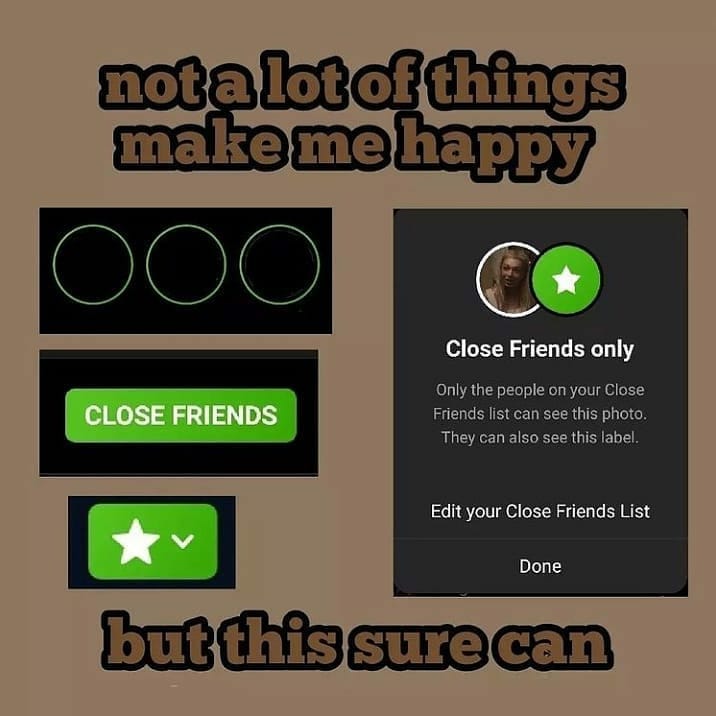 not a lot of things
make me happy
CLOSE FRIENDS
Close Friends only
Only the people on your Close
Friends list can see this photo.
They can also see this label.
Edit your Close Friends List
Done
but this sure can